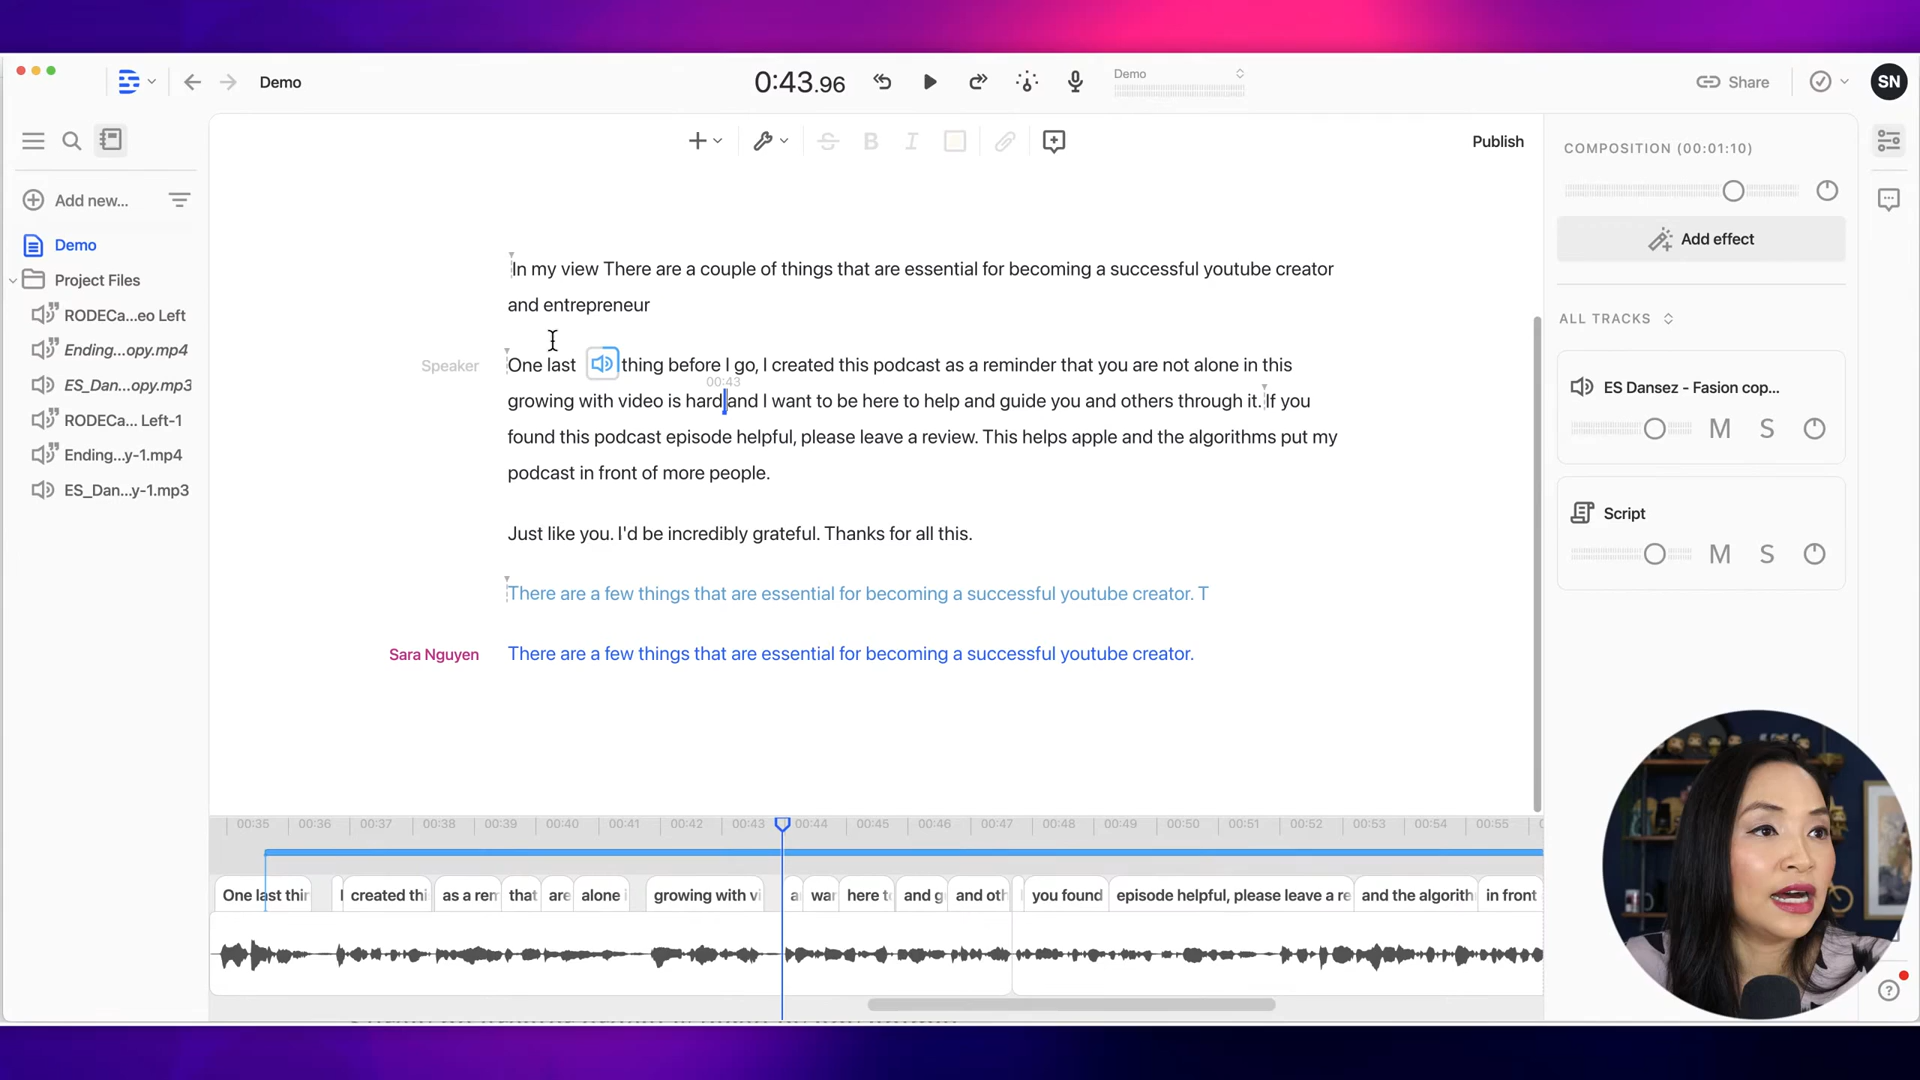 Demo
0:43.96
Demo
Share
SN
Publish
Add new...
Demo
Project Files
RODECa...eo Left
Ending...opy.mp4
ES_Dan...opy.mp3
RODECa... Left-1
Ending...y-1.mp4
ES_Dan...y-1.mp3
In my view There are a couple of things that are essential for becoming a successful youtube creator
and entrepreneur
Speaker
One last thing before I go, I created this podcast as a reminder that you are not alone in this
00:43
growing with video is hard and I want to be here to help and guide you and others through it. If you
found this podcast episode helpful, please leave a review. This helps apple and the algorithms put my
podcast in front of more people.
Just like you. I'd be incredibly grateful. Thanks for all this.
There are a few things that are essential for becoming a successful youtube creator. T
Sara Nguyen
There are a few things that are essential for becoming a successful youtube creator.
COMPOSITION (00:01:10)
Add effect
ALL TRACKS
ES Dansez - Fasion cop...
M S
Script
M S
00:35 00:36 00:37 00:38 00:39 00:40 00:41 00:42 00:43 00:44 00:45 00:46 00:47 00:48 00:49 00:50 00:51 00:52 00:53 00:54 00:55
One last thin I created thi as a rem that are alone i growing with vi a wan here to and g and oth you found episode helpful, please leave a re and the algorith in front